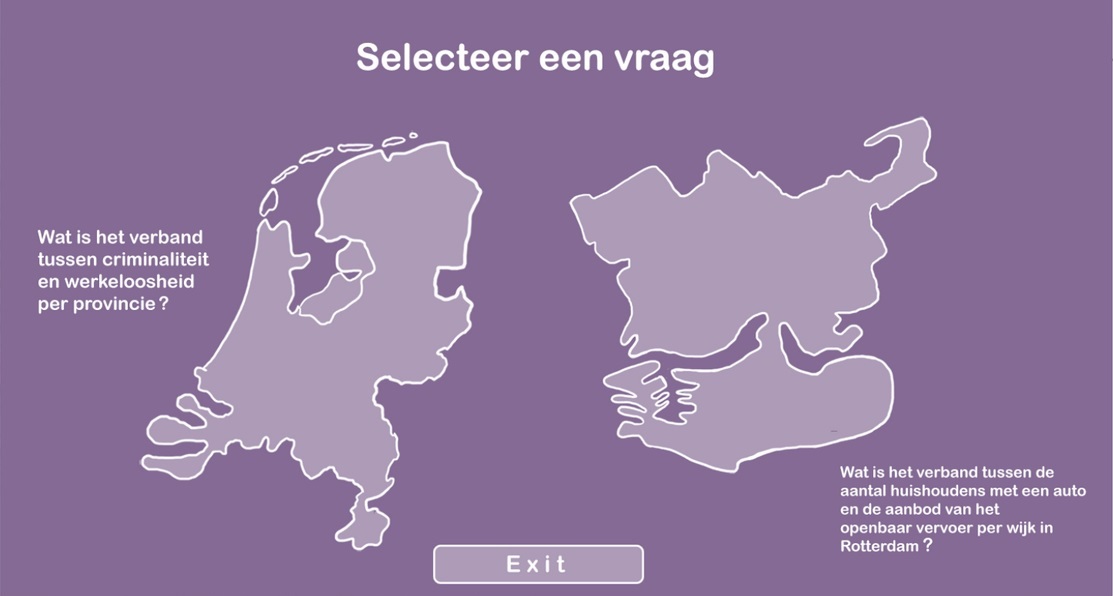 Selecteer een vraag
Wat is het verband
tussen criminaliteit
en werkeloosheid
per provincie ?
Wat is het verband tussen de
aantal huishoudens met een auto
en de aanbod van het
openbaar vervoer per wijk in
Rotterdam ?
Exit